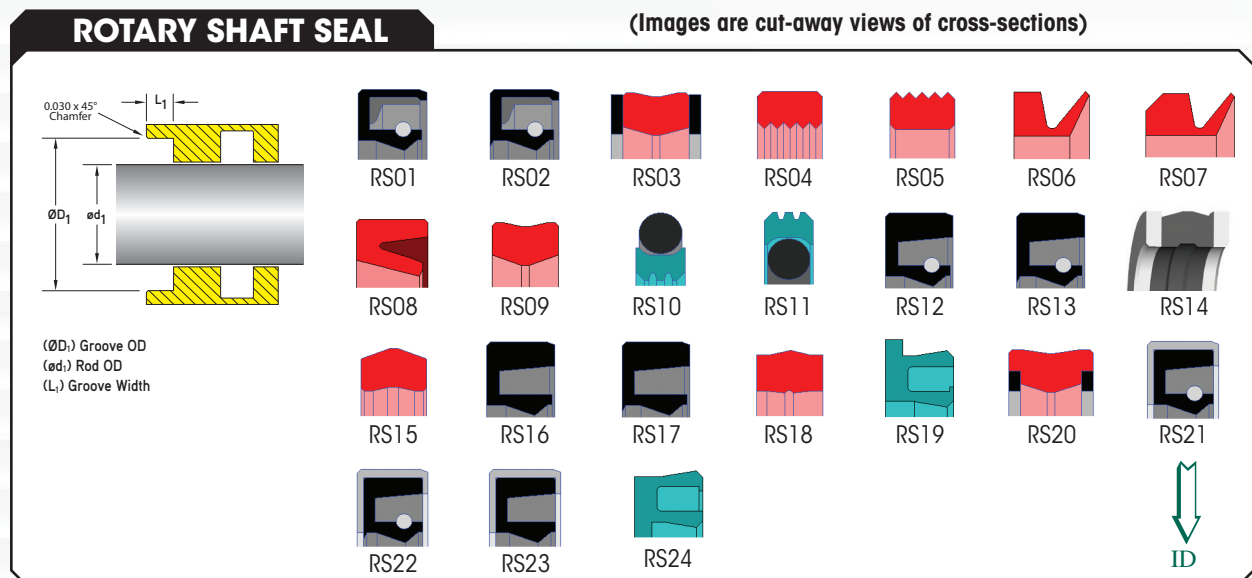 ROTARY SHAFT SEAL
(Images are cut-away views of cross-sections)
L₁
0.030 x 45°
Chamfer
ØD₁
ød₁
(ØD₁) Groove OD
(ød₁) Rod OD
(L₁) Groove Width
RS01 RS02 RS03 RS04 RS05 RS06 RS07
RS08 RS09 RS10 RS11 RS12 RS13 RS14
RS15 RS16 RS17 RS18 RS19 RS20 RS21
RS22 RS23 RS24
ID